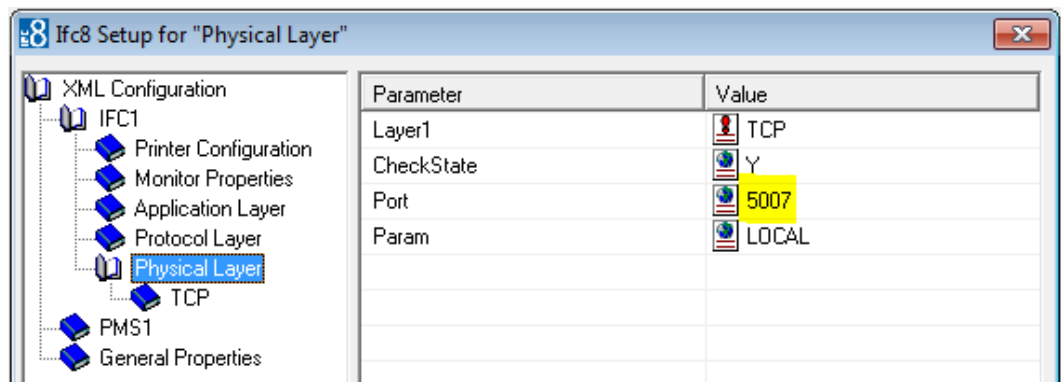 Ifc8 Setup for "Physical Layer"
XML Configuration
IFC1
Printer Configuration
Monitor Properties
Application Layer
Protocol Layer
Physical Layer
TCP
PMS1
General Properties
Parameter Value
Layer1 TCP
CheckState Y
Port 5007
Param LOCAL